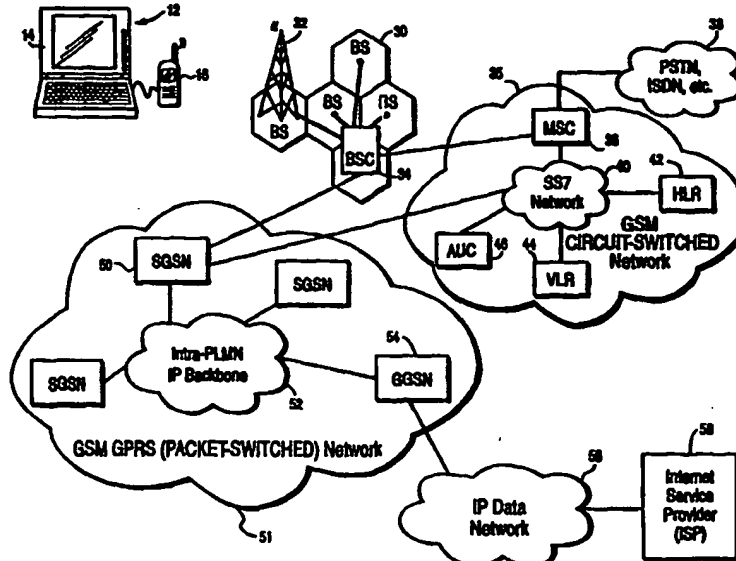 12
14
16
32
30
BS
BS
BS
BS
BSC
34
35
38
PSTN,
ISDN, etc.
MSC
36
40
SS7
Network
42
HLR
GSM
CIRCUIT-SWITCHED
Network
AUC
46
44
VLR
50
SGSN
SGSN
SGSN
Intra-PLMN
IP Backbone
52
54
GGSN
GSM GPRS (PACKET-SWITCHED) Network
51
56
IP Data
Network
58
Internet
Service
Provider
(ISP)